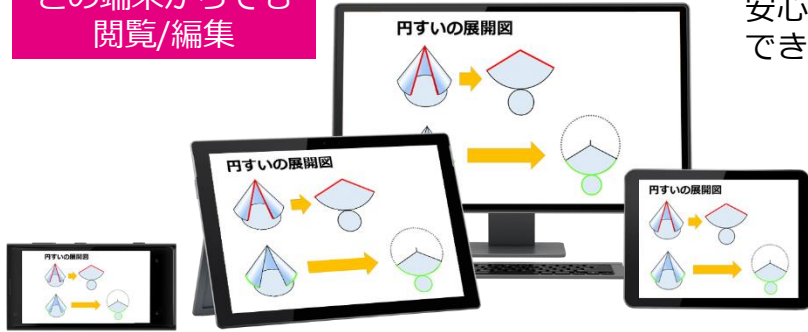 この端末からでも
閲覧/編集
安心
でき
円すいの展開図
円すいの展開図
円すいの展開図
円すいの展開図